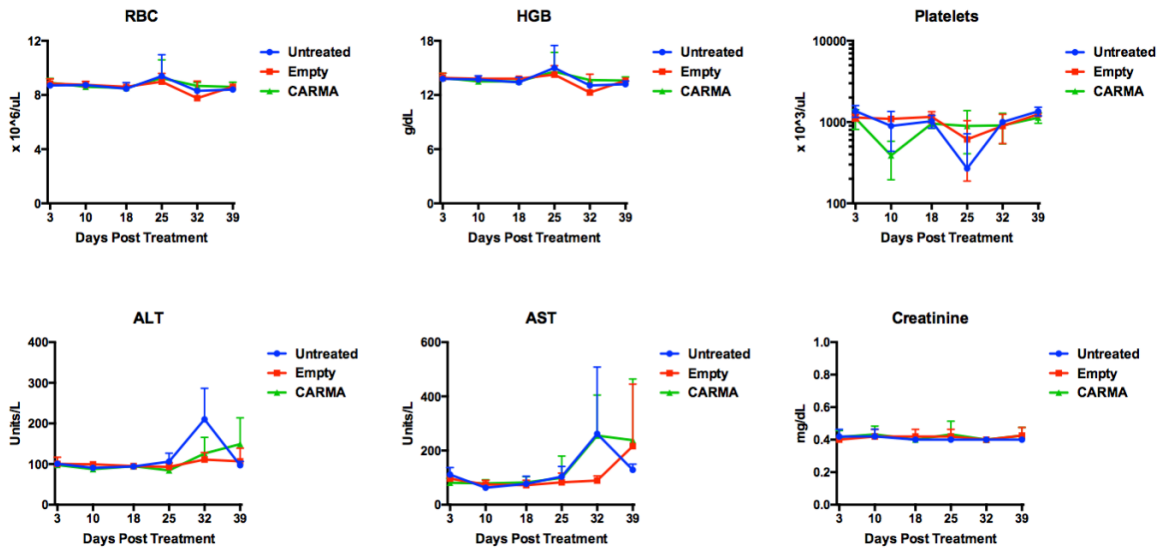 RBC
12
8
4
0
x 10^6/uL
3 10 18 25 32 39
Days Post Treatment
Untreated
Empty
CARMA
HGB
18
12
6
0
g/dL
3 10 18 25 32 39
Days Post Treatment
Untreated
Empty
CARMA
Platelets
10000
1000
100
x 10^3/uL
3 10 18 25 32 39
Days Post Treatment
Untreated
Empty
CARMA
ALT
400
300
200
100
0
Units/L
3 10 18 25 32 39
Days Post Treatment
Untreated
Empty
CARMA
AST
600
400
200
0
Units/L
3 10 18 25 32 39
Days Post Treatment
Untreated
Empty
CARMA
Creatinine
1.0
0.8
0.6
0.4
0.2
0.0
mg/dL
3 10 18 25 32 39
Days Post Treatment
Untreated
Empty
CARMA